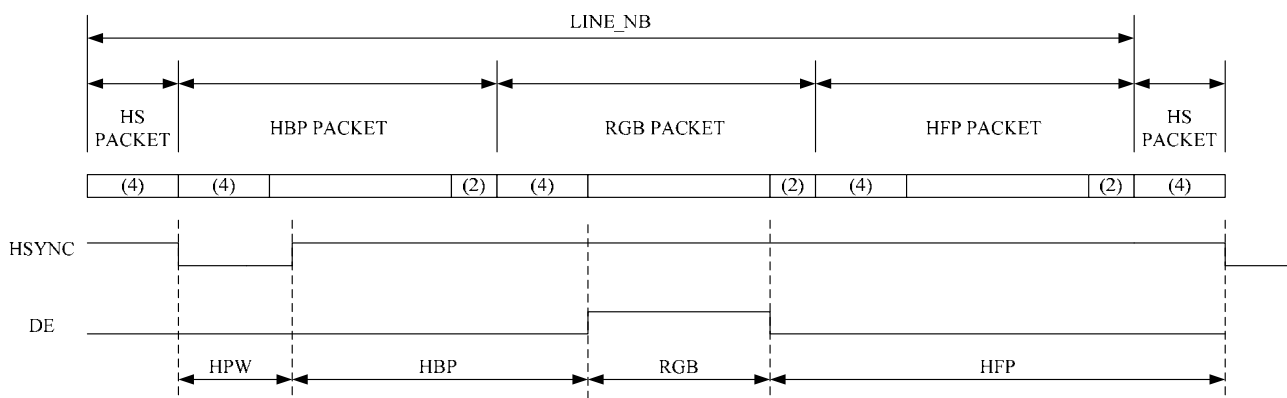 LINE_NB
HS PACKET
HBP PACKET
RGB PACKET
HFP PACKET
HS PACKET
(4) (4) (2) (4) (2) (4) (2) (4)
HSYNC
DE
HPW HBP RGB HFP